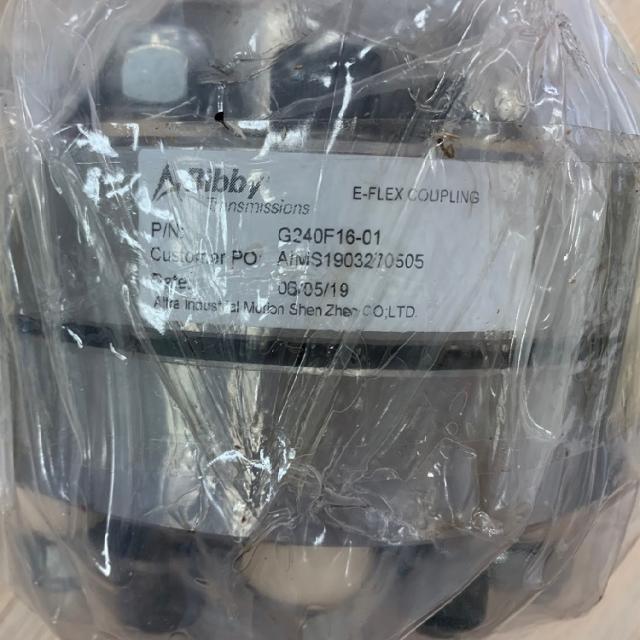 Bibby
Transmissions
E-FLEX COUPLING
P/N: G240F16-01
Customer PO: AIMS1903270505
Date: 06/05/19
Altra Industrial Motion Shen Zhen CO;LTD.